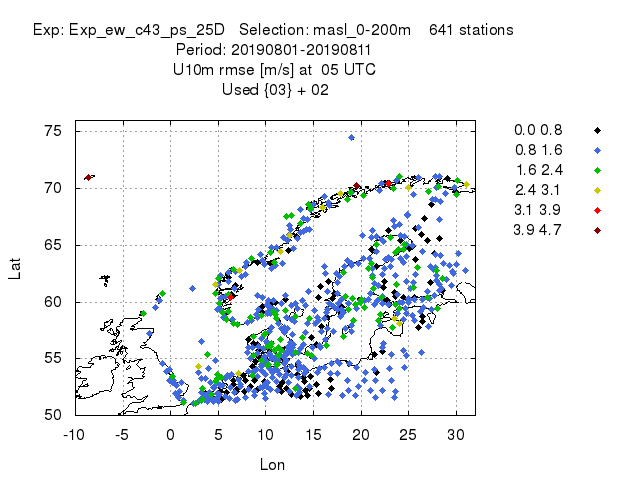 Exp: Exp_ew_c43_ps_25D   Selection: masl_0-200m    641 stations
Period: 20190801-20190811
U10m rmse [m/s] at  05 UTC
Used {03} + 02
75
70
65
60
55
50
Lat
-10 -5 0 5 10 15 20 25 30
Lon
0.0 0.8
0.8 1.6
1.6 2.4
2.4 3.1
3.1 3.9
3.9 4.7